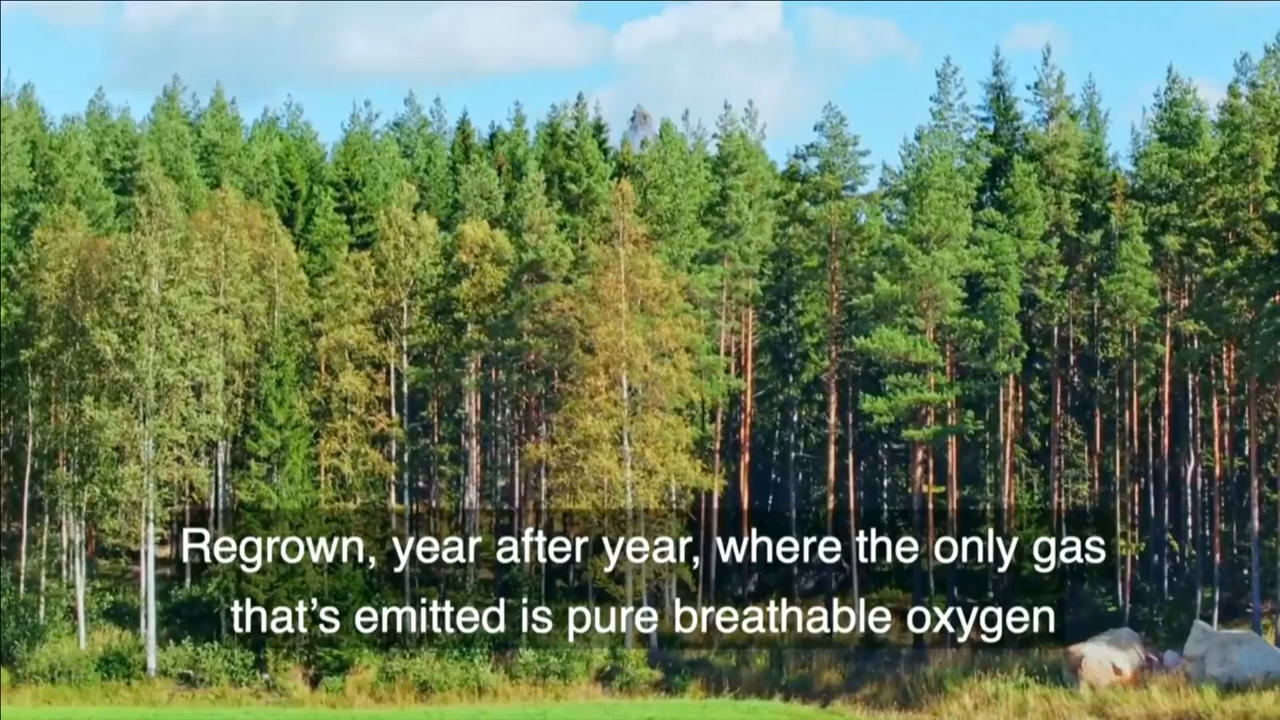 Regrown, year after year, where the only gas
that’s emitted is pure breathable oxygen